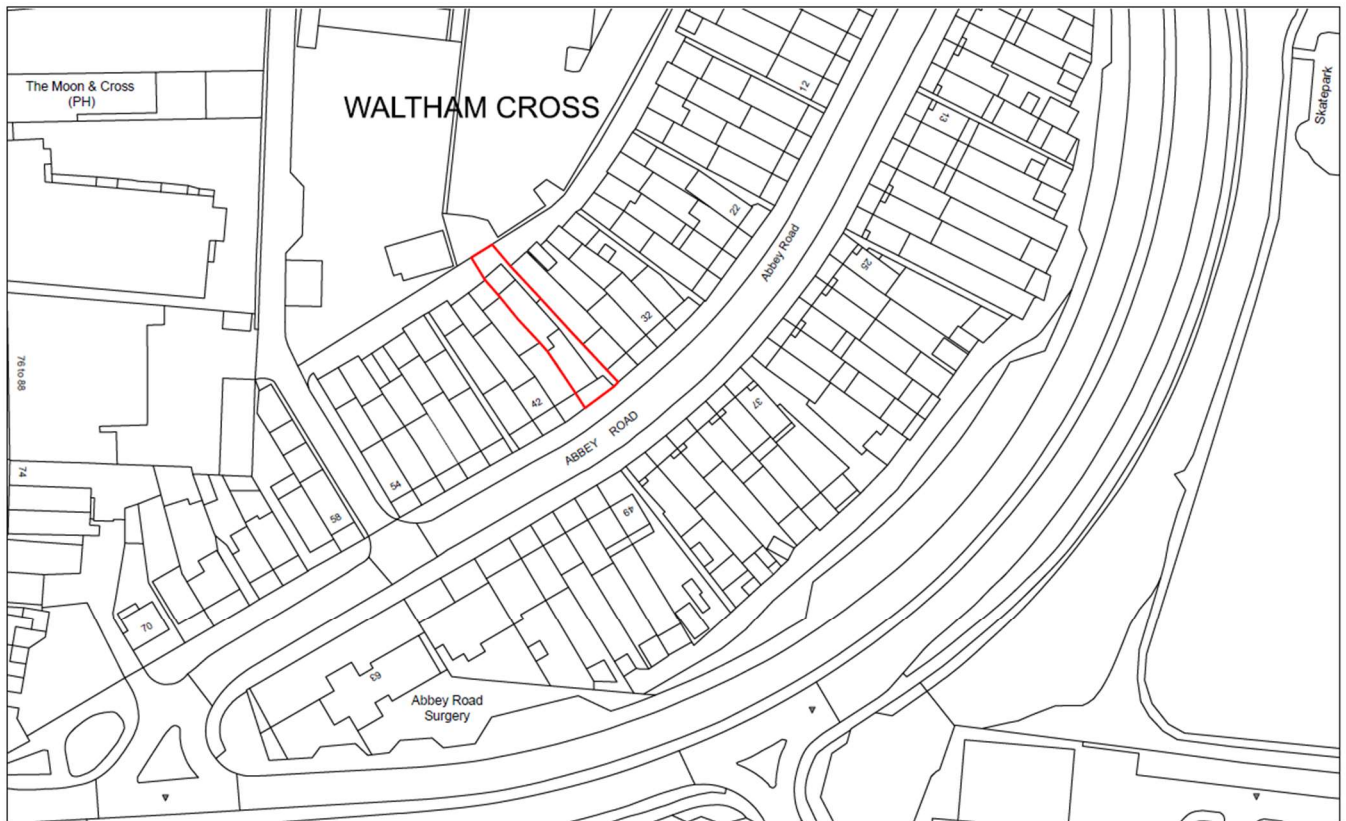 The Moon & Cross
(PH)
WALTHAM CROSS
12
13
Skatepark
22
Abbey Road
25
32
76 to 88
42
37
ABBEY ROAD
74
54
58
49
70
63
Abbey Road
Surgery